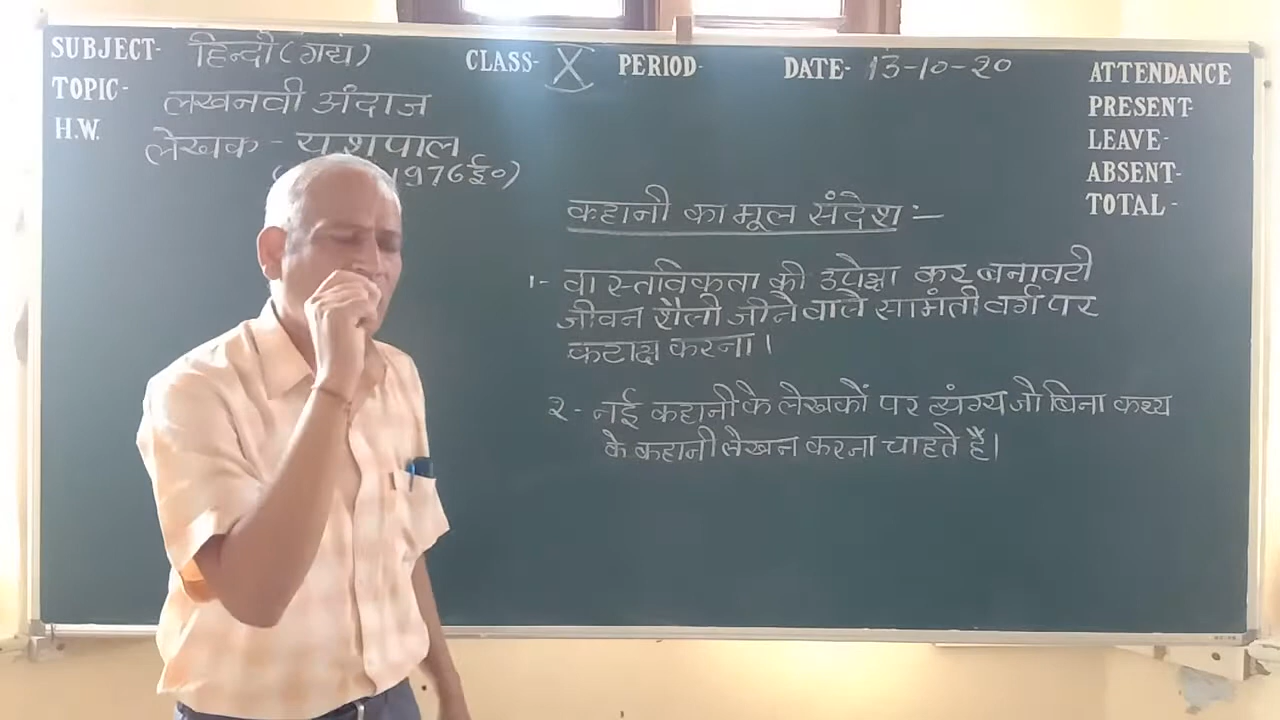 SUBJECT- हिन्दी (गद्य) CLASS- X PERIOD- DATE- 13-10-20 ATTENDANCE
TOPIC- लखनवी अंदाज PRESENT-
H.W. लेखक - यशपाल LEAVE-
1976ई०) ABSENT-
TOTAL-
कहानी का मूल संदेश :-
1- वास्तविकता की उपेक्षा कर बनावटी
जीवन शैली जीने वाले सामंती वर्ग पर
कटाक्ष करना।
२- नई कहानी के लेखकों पर व्यंग्य जो बिना कथ्य
के कहानी लेखन करना चाहते हैं।